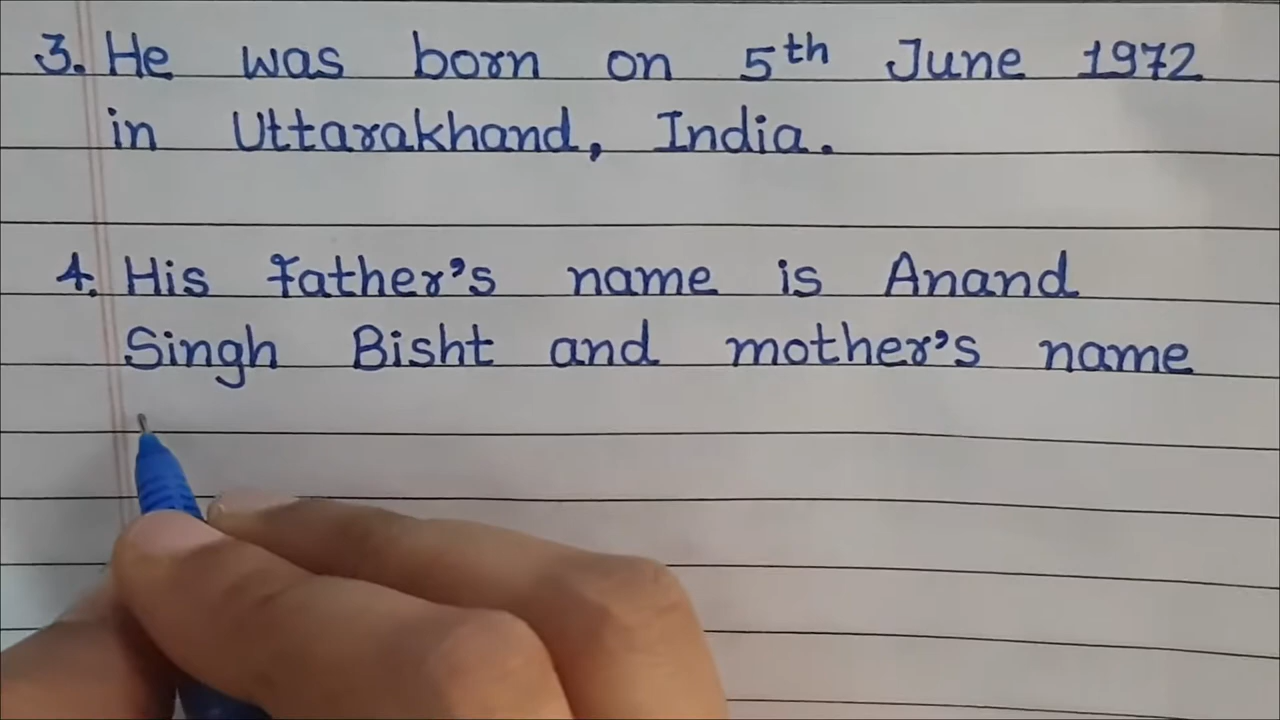 3. He was born on 5th June 1972
in Uttarakhand, India.
4. His father's name is Anand
Singh Bisht and mother's name